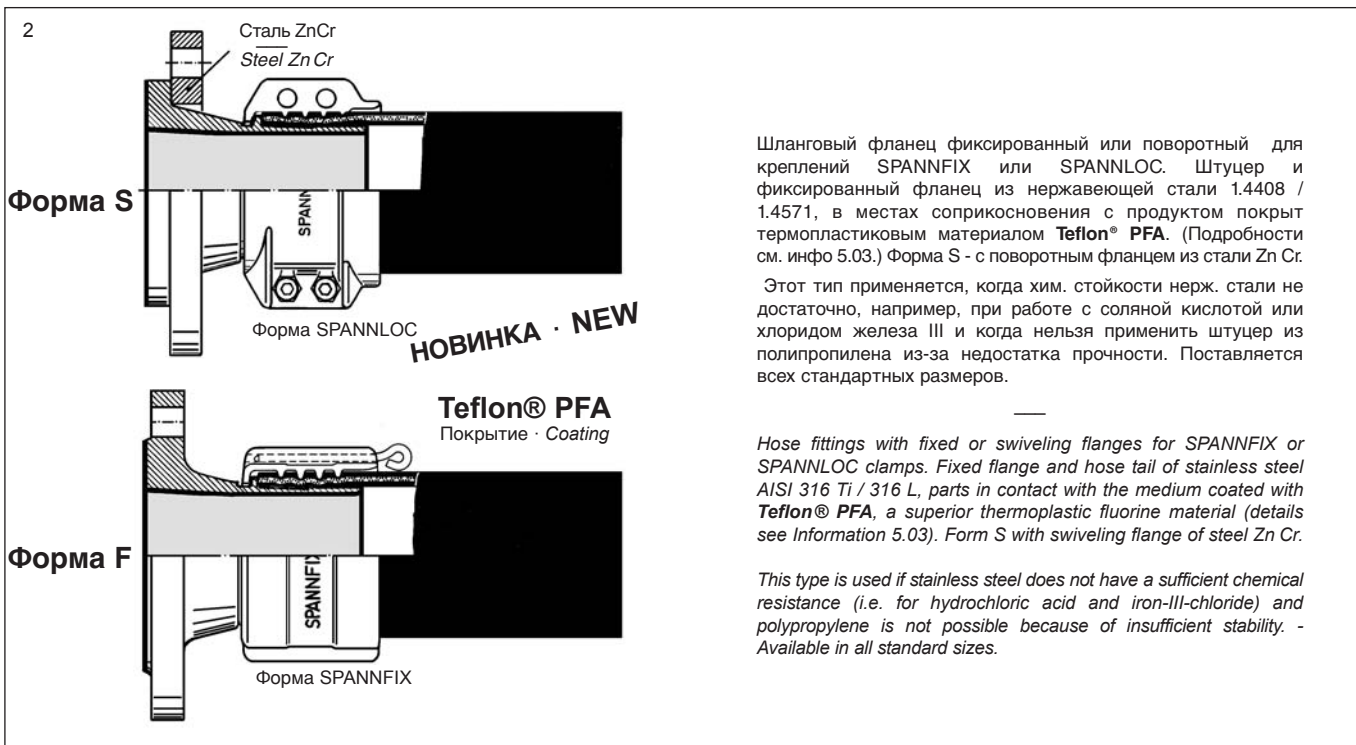 2
Сталь ZnCr
Steel Zn Cr
Форма S
SPANN
Форма SPANNLOC
НОВИНКА · NEW
Teflon® PFA
Покрытие · Coating
Форма F
SPANNFIX
Форма SPANNFIX
Шланговый фланец фиксированный или поворотный для
креплений SPANNFIX или SPANNLOC. Штуцер и
фиксированный фланец из нержавеющей стали 1.4408 /
1.4571, в местах соприкосновения с продуктом покрыт
термопластиковым материалом Teflon® PFA. (Подробности
см. инфо 5.03.) Форма S - с поворотным фланцем из стали Zn Cr.
Этот тип применяется, когда хим. стойкости нерж. стали не
достаточно, например, при работе с соляной кислотой или
хлоридом железа III и когда нельзя применить штуцер из
полипропилена из-за недостатка прочности. Поставляется
всех стандартных размеров.
Hose fittings with fixed or swiveling flanges for SPANNFIX or
SPANNLOC clamps. Fixed flange and hose tail of stainless steel
AISI 316 Ti / 316 L, parts in contact with the medium coated with
Teflon® PFA, a superior thermoplastic fluorine material (details
see Information 5.03). Form S with swiveling flange of steel Zn Cr.
This type is used if stainless steel does not have a sufficient chemical
resistance (i.e. for hydrochloric acid and iron-III-chloride) and
polypropylene is not possible because of insufficient stability. -
Available in all standard sizes.